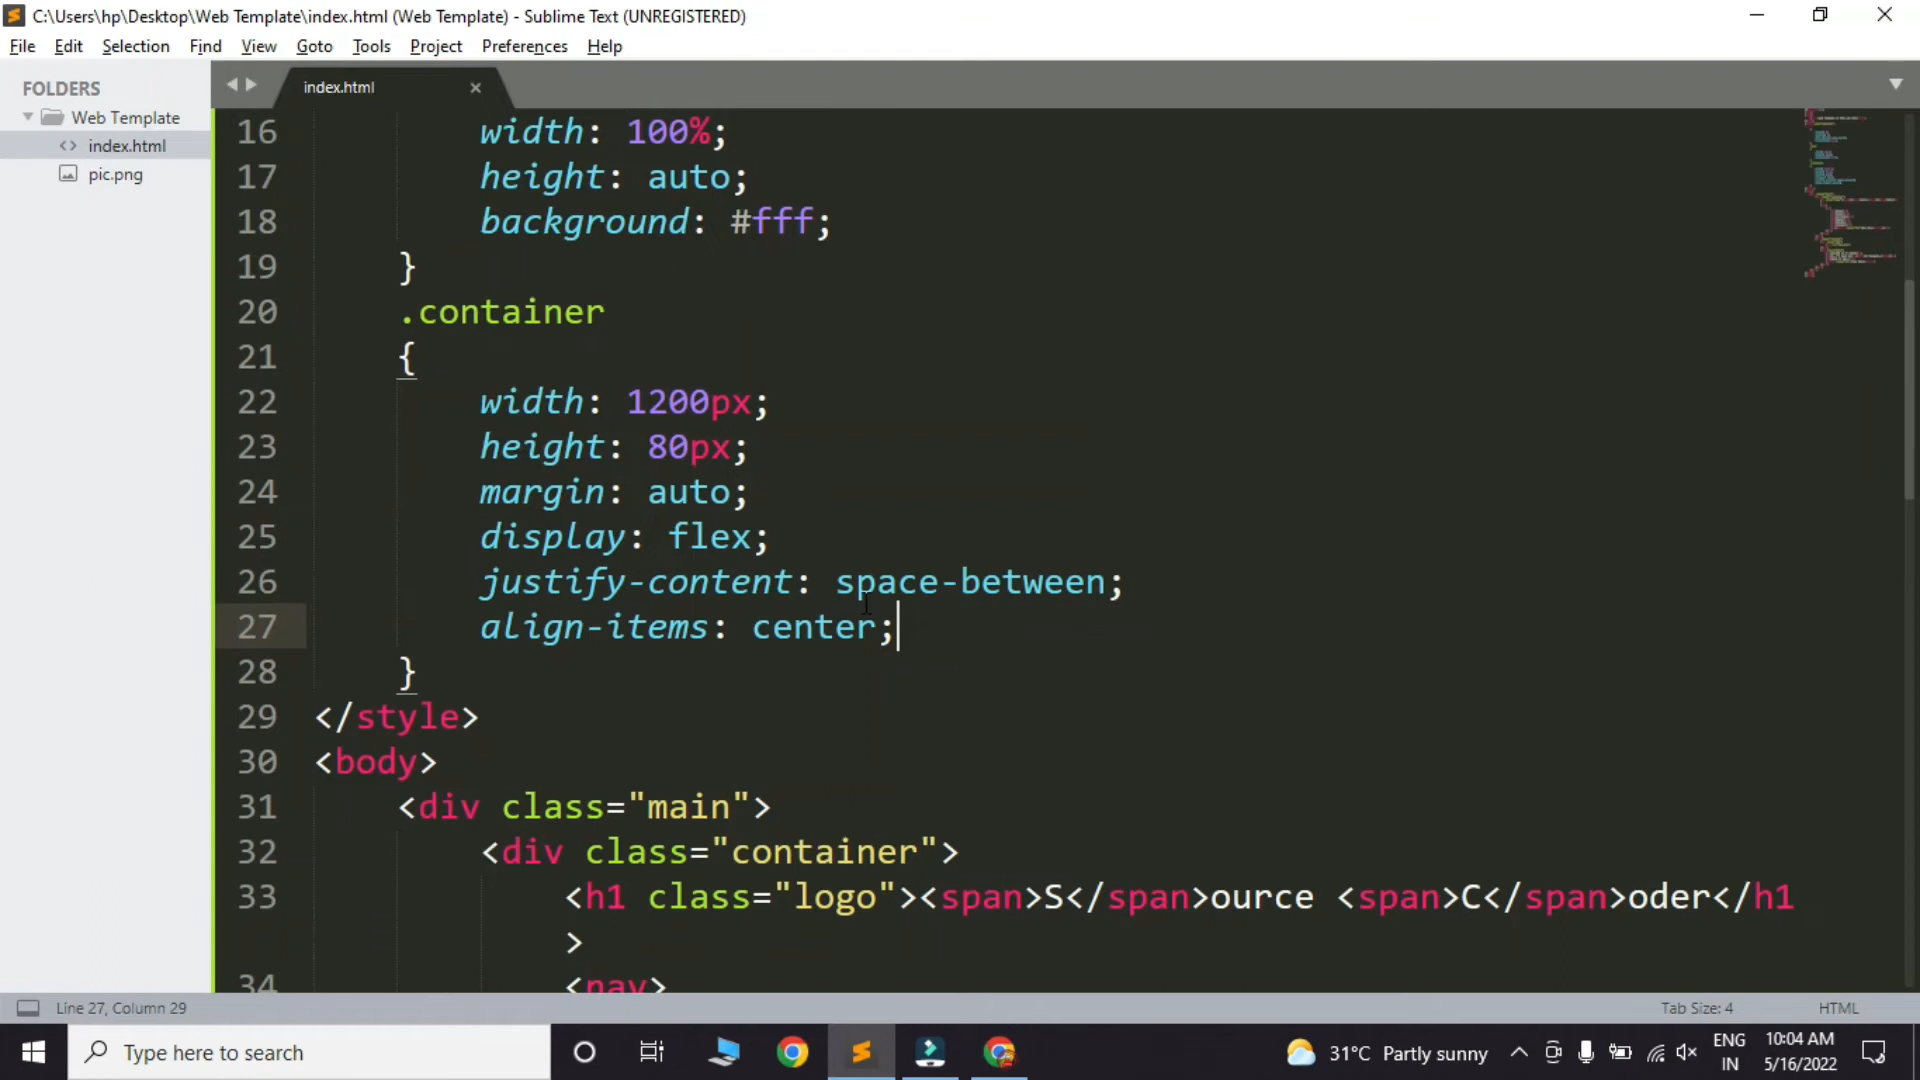 C:\Users\hp\Desktop\Web Template\index.html (Web Template) - Sublime Text (UNREGISTERED)
File Edit Selection Find View Goto Tools Project Preferences Help
FOLDERS
Web Template
index.html
pic.png
index.html
16 width: 100%;
17 height: auto;
18 background: #fff;
19 }
20 .container
21 {
22 width: 1200px;
23 height: 80px;
24 margin: auto;
25 display: flex;
26 justify-content: space-between;
27 align-items: center;
28 }
29 </style>
30 <body>
31 <div class="main">
32 <div class="container">
33 <h1 class="logo"><span>S</span>ource <span>C</span>oder</h1
>
34 <nav>
Line 27, Column 29
Tab Size: 4
HTML
Type here to search
31°C Partly sunny
ENG
IN
10:04 AM
5/16/2022